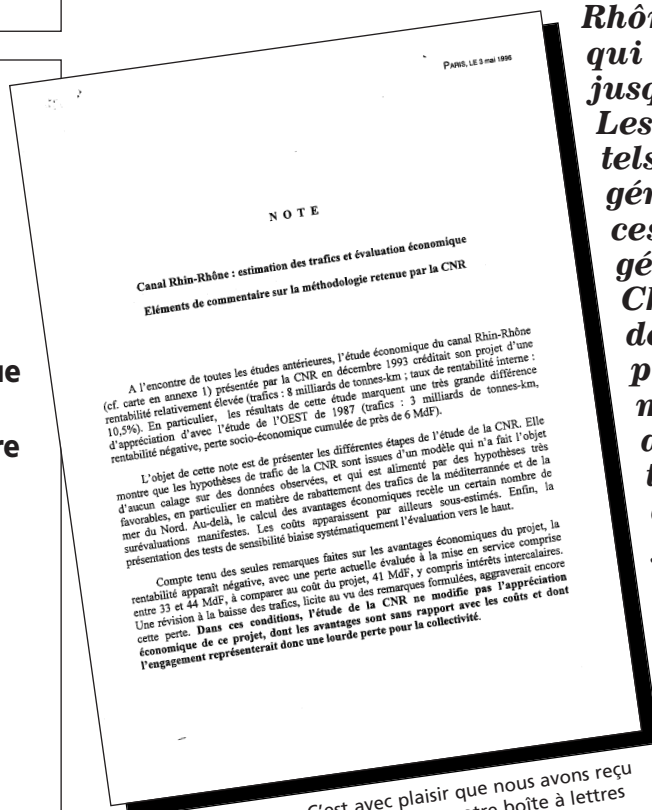 PARIS, LE 3 mai 1996
N O T E
Canal Rhin-Rhône : estimation des trafics et évaluation économique
Eléments de commentaire sur la méthodologie retenue par la CNR
A l'encontre de toutes les études antérieures, l'étude économique du canal Rhin-Rhône
(cf. carte en annexe 1) présentée par la CNR en décembre 1993 créditait son projet d'une
rentabilité relativement élevée (trafics : 8 milliards de tonnes-km ; taux de rentabilité interne :
10,5%). En particulier, les résultats de cette étude marquent une très grande différence
d'appréciation d'avec l'étude de l'OEST de 1987 (trafics : 3 milliards de tonnes-km,
rentabilité négative, perte socio-économique cumulée de près de 6 MdF).
L'objet de cette note est de présenter les différentes étapes de l'étude de la CNR. Elle
montre que les hypothèses de trafic de la CNR sont issues d'un modèle qui n'a fait l'objet
d'aucun calage sur des données observées, et qui est alimenté par des hypothèses très
favorables, en particulier en matière de rabattement des trafics de la méditerrannée et de la
mer du Nord. Au-delà, le calcul des avantages économiques recèle un certain nombre de
surévaluations manifestes. Les coûts apparaissent par ailleurs sous-estimés. Enfin, la
présentation des tests de sensibilité biaise systématiquement l'évaluation vers le haut.
Compte tenu des seules remarques faites sur les avantages économiques du projet, la
rentabilité apparaît négative, avec une perte actuelle évaluée à la mise en service comprise
entre 33 et 44 MdF, à comparer au coût du projet, 41 MdF, y compris intérêts intercalaires.
Une révision à la baisse des trafics, licite au vu des remarques formulées, aggraverait encore
cette perte. Dans ces conditions, l'étude de la CNR ne modifie pas l'appréciation
économique de ce projet, dont les avantages sont sans rapport avec les coûts et dont
l'engagement représenterait donc une lourde perte pour la collectivité.
C'est avec plaisir que nous avons reçu
boîte à lettres
qui
jusq
Les
tels
gén
ces
gé
ue
re